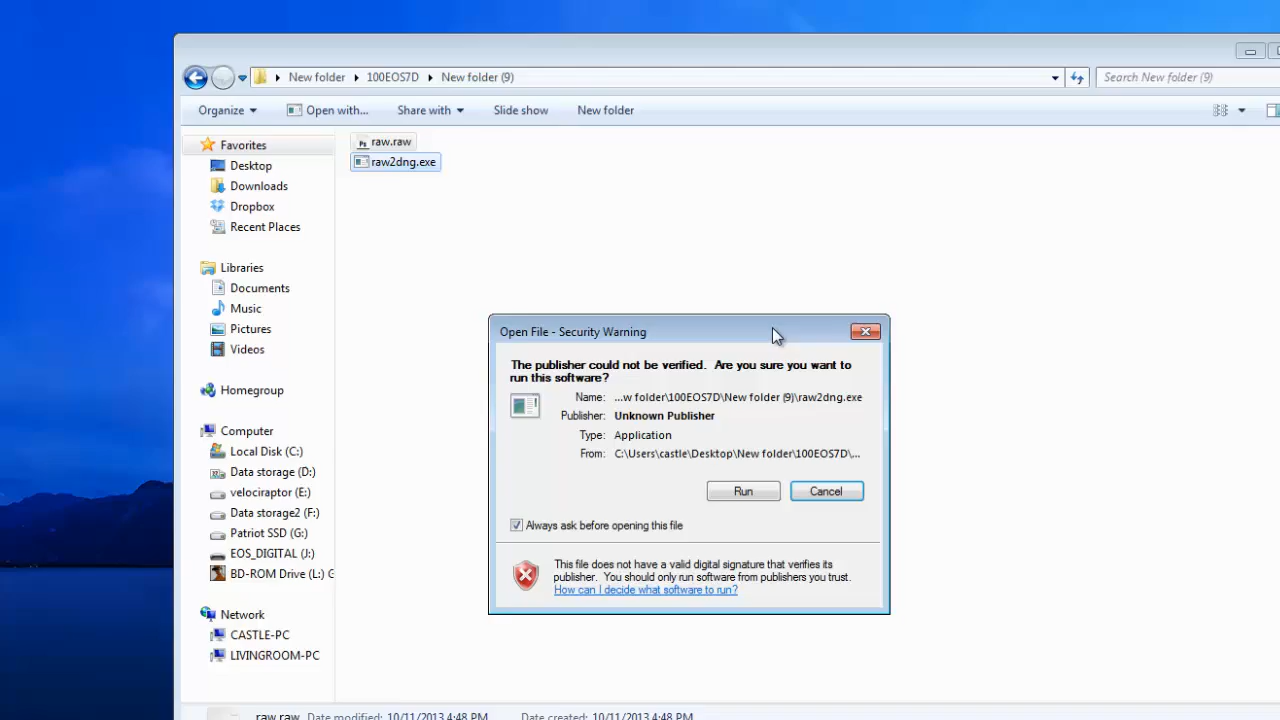 New folder 100EOS7D New folder (9)
Search New folder (9)
Organize Open with... Share with Slide show New folder
Favorites
Desktop
Downloads
Dropbox
Recent Places
Libraries
Documents
Music
Pictures
Videos
Homegroup
Computer
Local Disk (C:)
Data storage (D:)
velociraptor (E:)
Data storage2 (F:)
Patriot SSD (G:)
EOS_DIGITAL (J:)
BD-ROM Drive (L:) G
Network
CASTLE-PC
LIVINGROOM-PC
raw.raw
raw2dng.exe
Open File - Security Warning
The publisher could not be verified. Are you sure you want to
run this software?
Name: ...w folder\100EOS7D\New folder (9)\raw2dng.exe
Publisher: Unknown Publisher
Type: Application
From: C:\Users\castle\Desktop\New folder\100EOS7D\...
Run Cancel
Always ask before opening this file
This file does not have a valid digital signature that verifies its
publisher. You should only run software from publishers you trust.
How can I decide what software to run?
raw.raw Date modified: 10/11/2013 4:48 PM Date created: 10/11/2013 4:48 PM